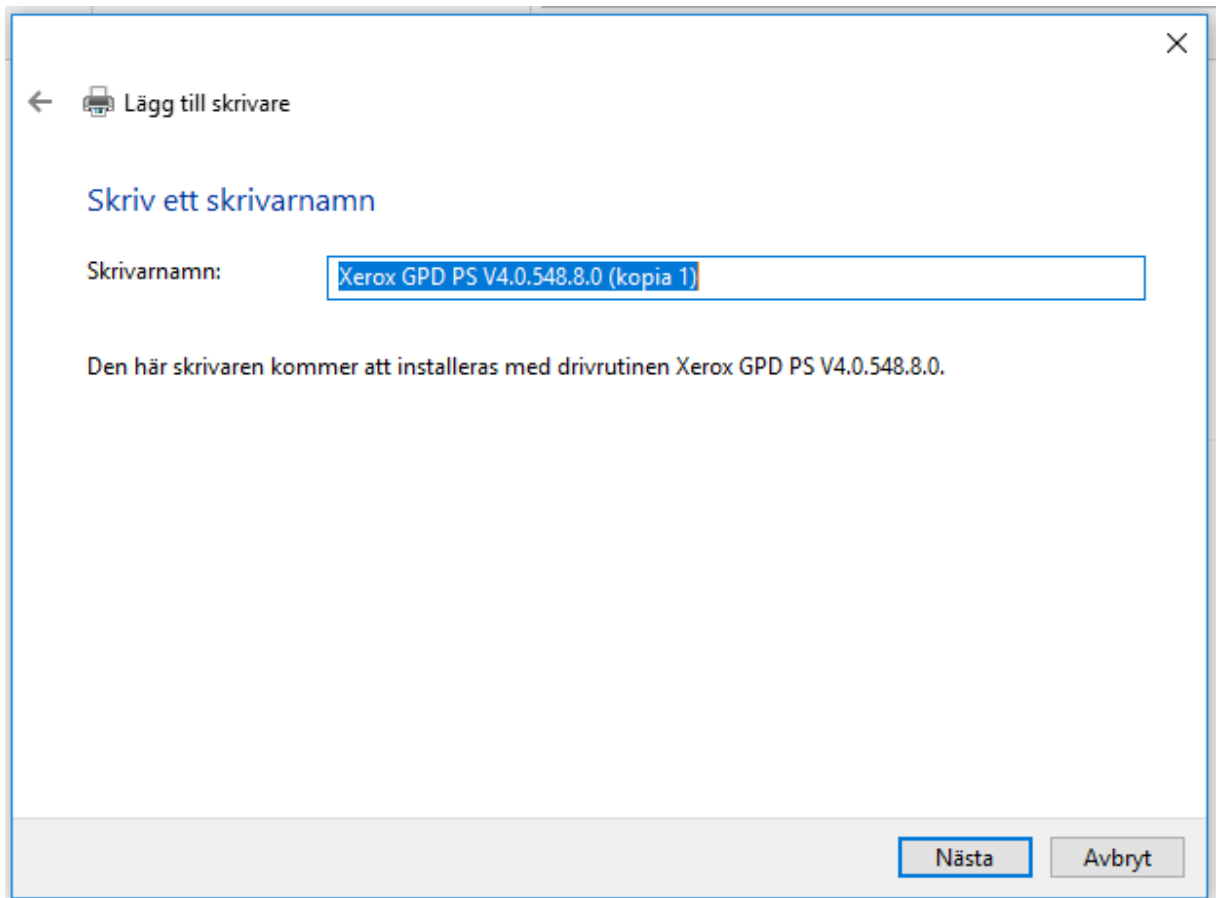 Lägg till skrivare
Skriv ett skrivarnamn
Skrivarnamn: Xerox GPD PS V4.0.548.8.0 (kopia 1)
Den här skrivaren kommer att installeras med drivrutinen Xerox GPD PS V4.0.548.8.0.
Nästa Avbryt